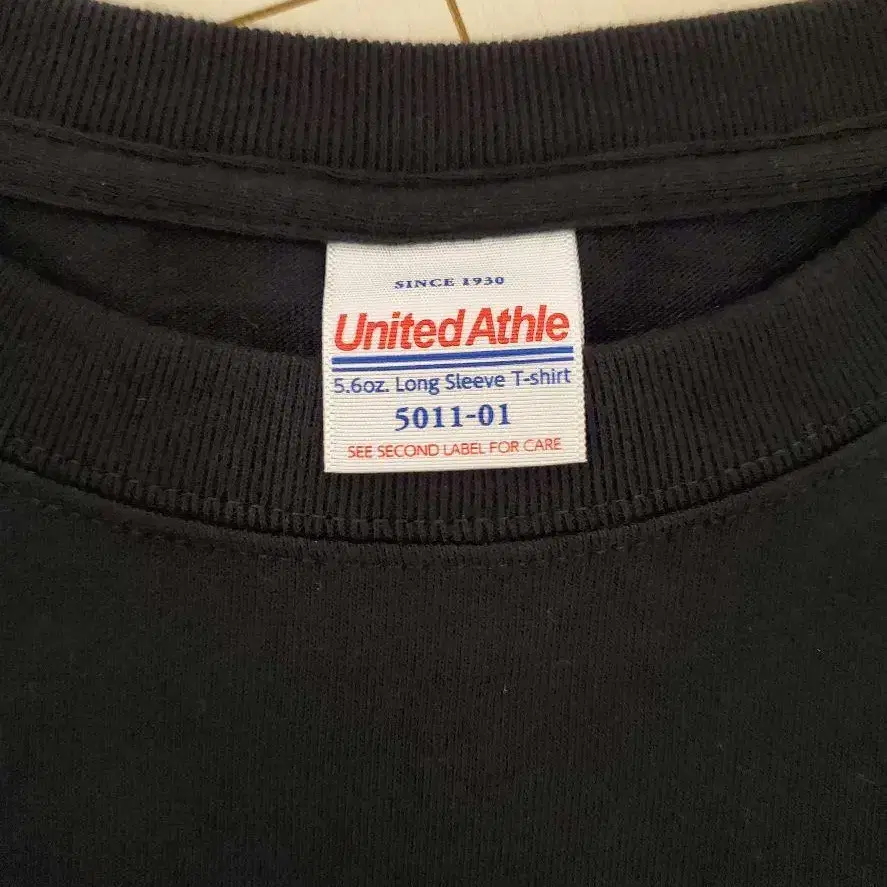 SINCE 1930
United Athle
5.6oz. Long Sleeve T-shirt
5011-01
SEE SECOND LABEL FOR CARE